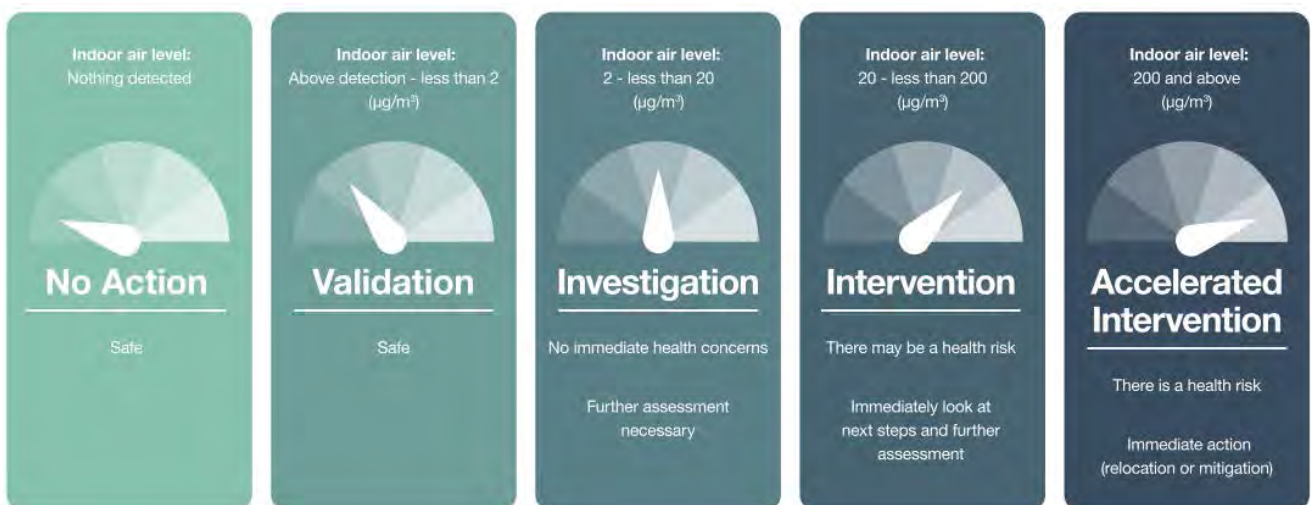 Indoor air level:
Nothing detected
No Action
Safe
Indoor air level:
Above detection - less than 2
(µg/m³)
Validation
Safe
Indoor air level:
2 - less than 20
(µg/m³)
Investigation
No immediate health concerns
Further assessment
necessary
Indoor air level:
20 - less than 200
(µg/m³)
Intervention
There may be a health risk
Immediately look at
next steps and further
assessment
Indoor air level:
200 and above
(µg/m³)
Accelerated
Intervention
There is a health risk
Immediate action
(relocation or mitigation)